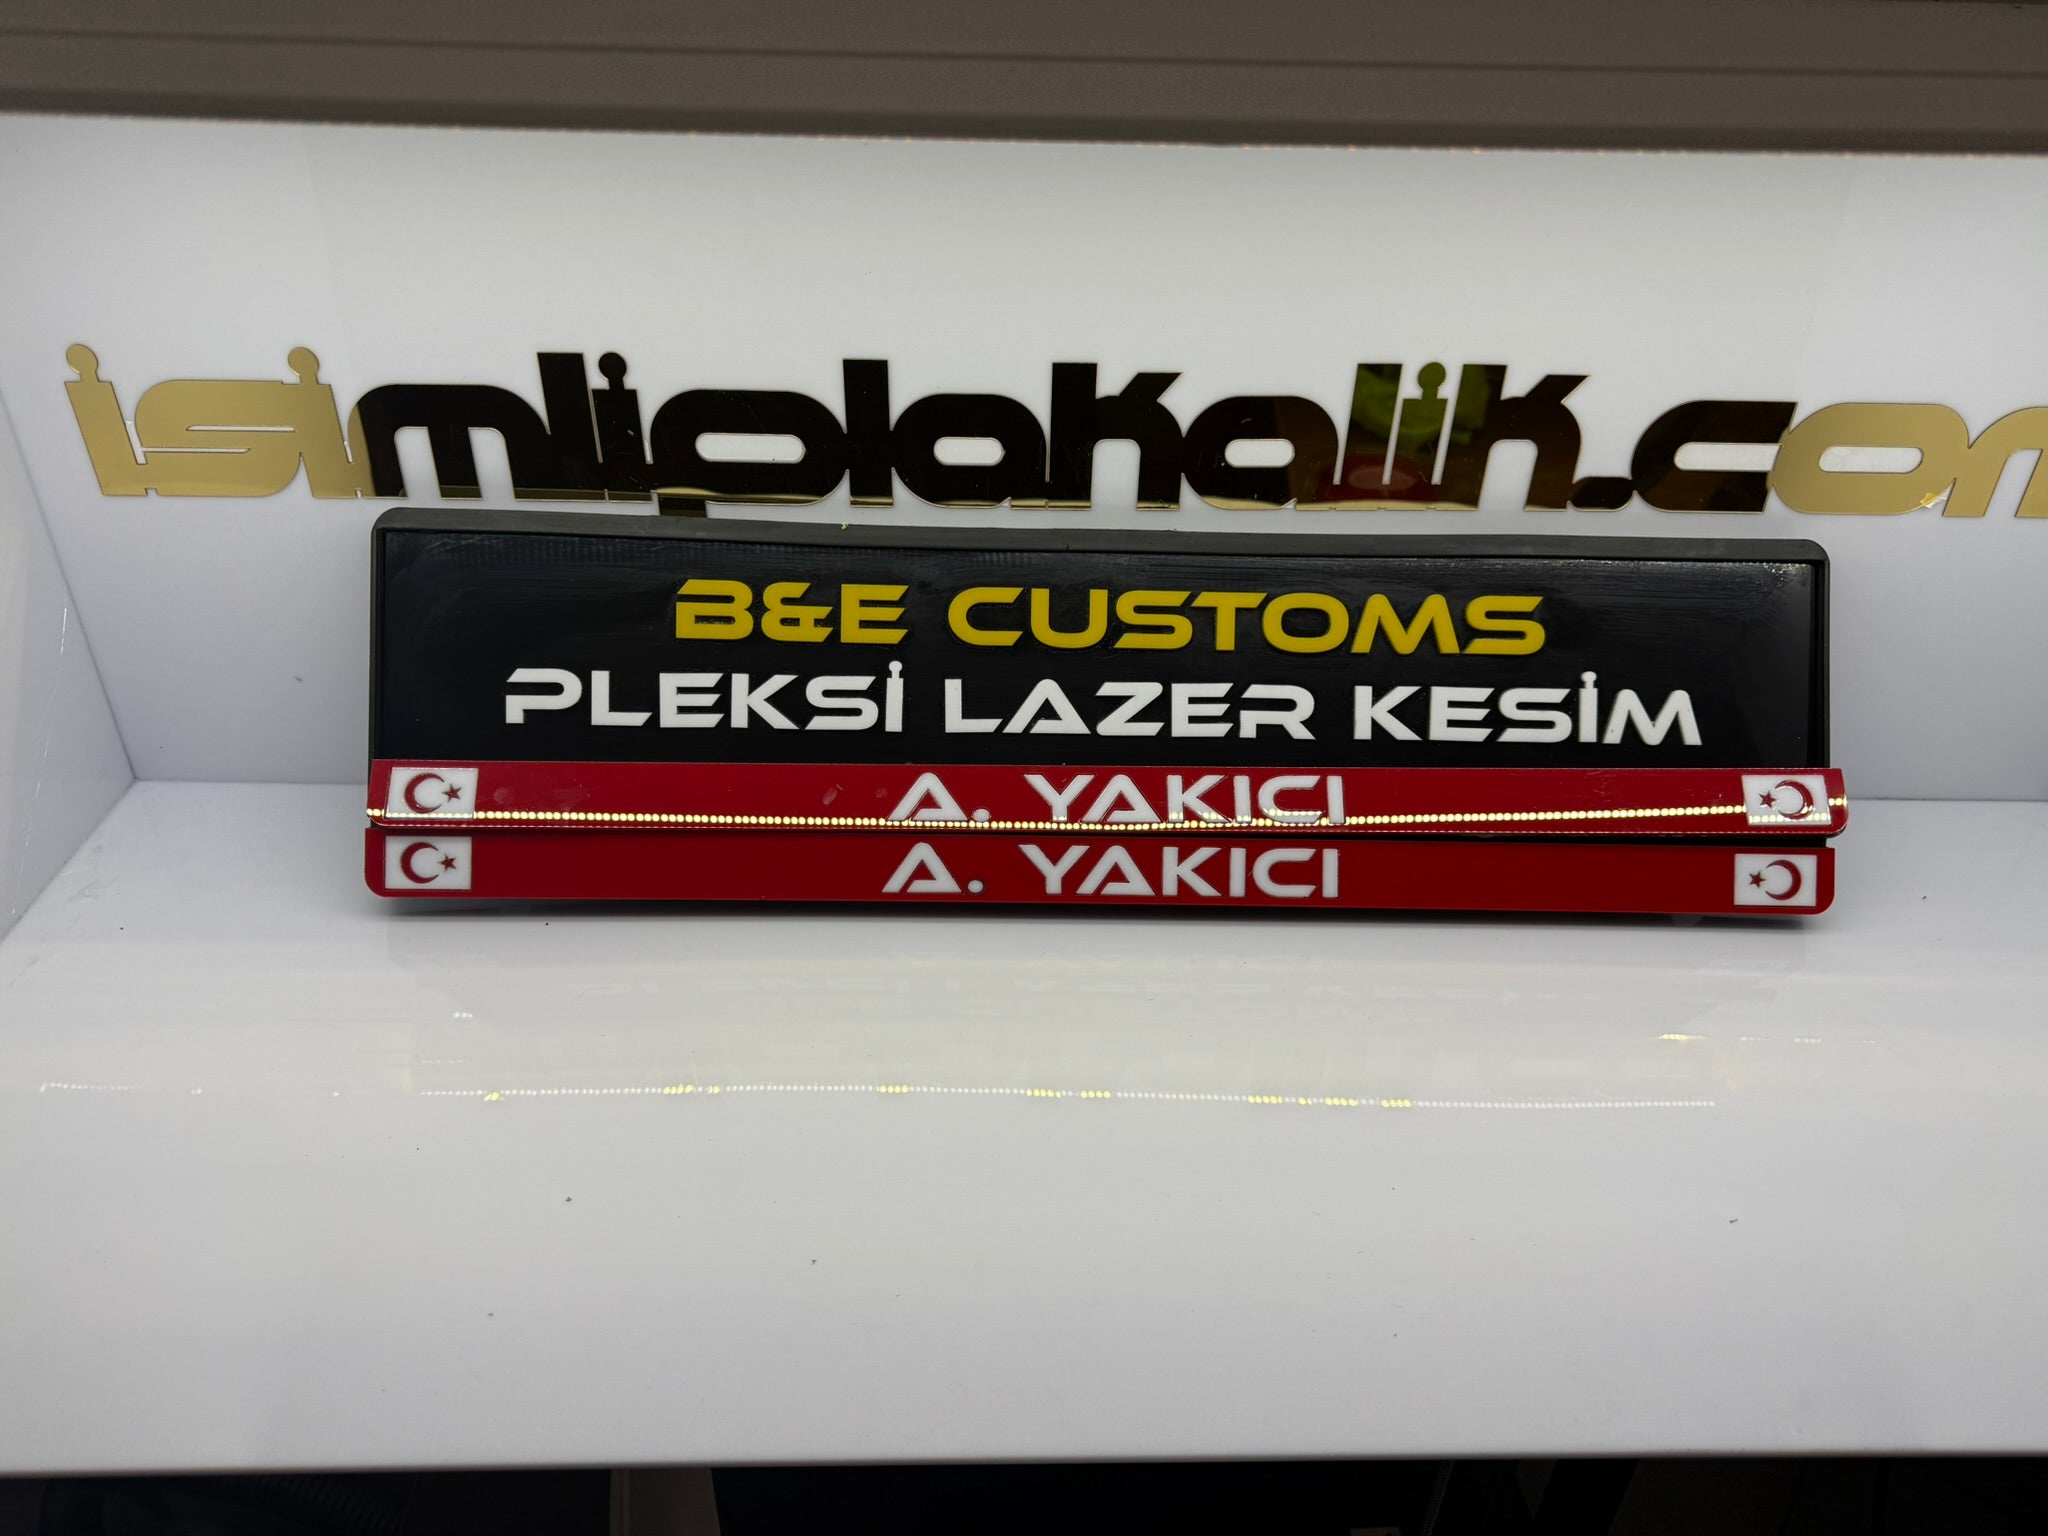 isimliplakalik.com
B&E CUSTOMS
PLEKSİ LAZER KESİM
A. YAKICI
A. YAKICI